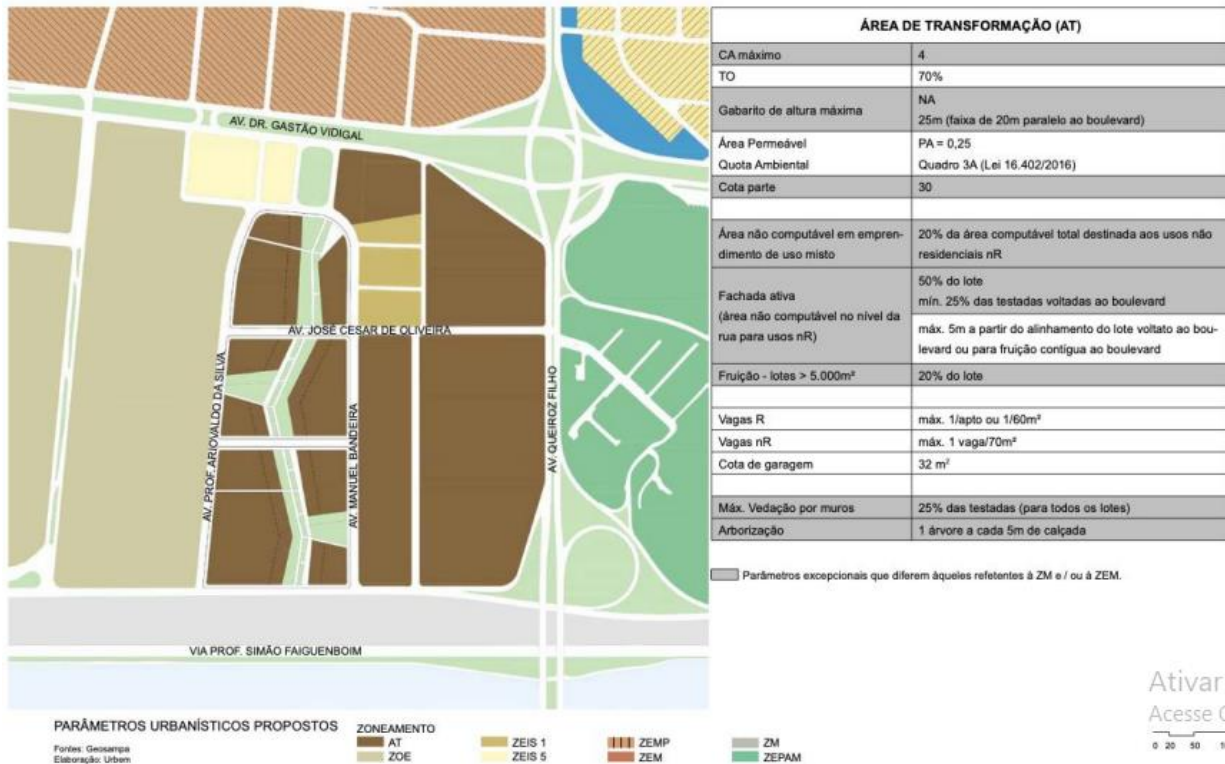 AV. DR. GASTÃO VIDIGAL
AV. JOSÉ CESAR DE OLIVEIRA
AV. PROF. ARIOVALDO DA SILVA
AV. MANUEL BANDEIRA
AV. QUEIROZ FILHO
VIA PROF. SIMÃO FAIGUENBOIM
ÁREA DE TRANSFORMAÇÃO (AT)
CA máximo 4
TO 70%
Gabarito de altura máxima
NA
25m (faixa de 20m paralelo ao boulevard)
Área Permeável PA = 0,25
Quota Ambiental Quadro 3A (Lei 16.402/2016)
Cota parte 30
Área não computável em empren-
dimento de uso misto
20% da área computável total destinada aos usos não
residenciais nR
Fachada ativa
(área não computável no nível da
rua para usos nR)
50% do lote
mín. 25% das testadas voltadas ao boulevard
máx. 5m a partir do alinhamento do lote voltato ao bou-
levard ou para fruição contígua ao boulevard
Fruição - lotes > 5.000m² 20% do lote
Vagas R máx. 1/apto ou 1/60m²
Vagas nR máx. 1 vaga/70m²
Cota de garagem 32 m²
Máx. Vedação por muros 25% das testadas (para todos os lotes)
Arborização 1 árvore a cada 5m de calçada
Parâmetros excepcionais que diferem àqueles refetentes à ZM e / ou à ZEM.
PARÂMETROS URBANÍSTICOS PROPOSTOS
Fontes: Geosampa
Elaboração: Urbem
ZONEAMENTO
AT ZEIS 1 ZEMP ZM
ZOE ZEIS 5 ZEM ZEPAM
Ativar
Acesse
0 20 50